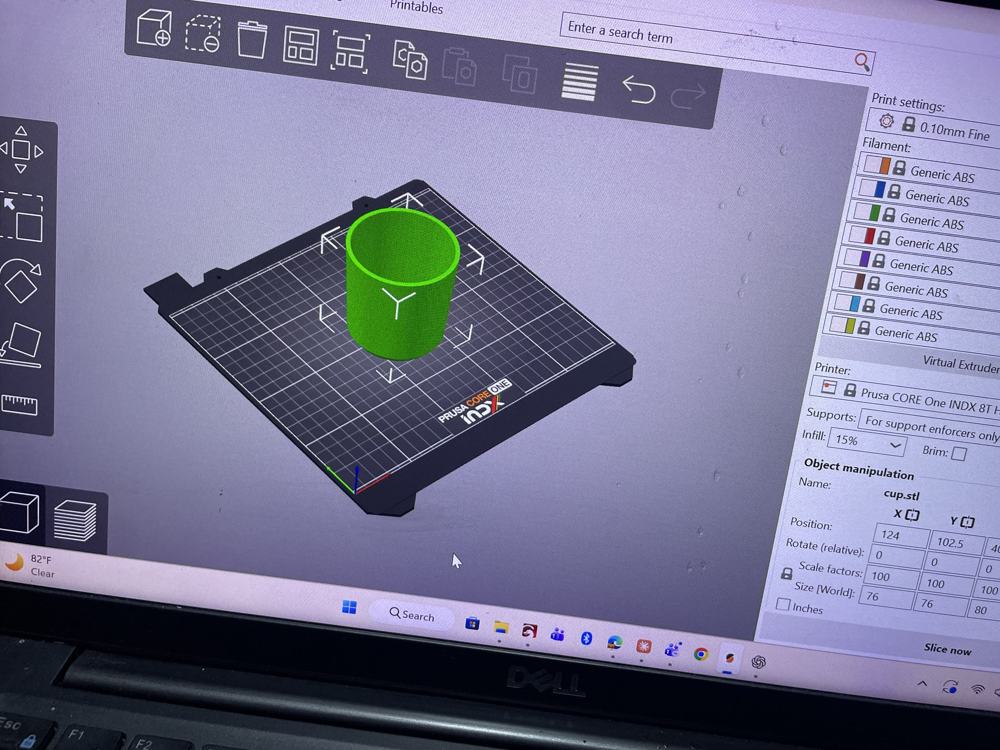 Printables
Enter a search term
Print settings:
0.10mm Fine
Filament:
Generic ABS
Generic ABS
Generic ABS
Generic ABS
Generic ABS
Generic ABS
Generic ABS
Generic ABS
Virtual Extruder
Printer:
Prusa CORE One INDX 8T H
Supports: For support enforcers only
Infill: 15% Brim:
Object manipulation
Name: cup.stl
X Y
Position: 124 102.5 40
Rotate (relative): 0 0 0
Scale factors: 100 100 100
Size [World]: 76 76 80
Inches
Slice now
PRUSA CORE ONE
INDX
82°F
Clear
Search
DELL
Esc
F1
F2